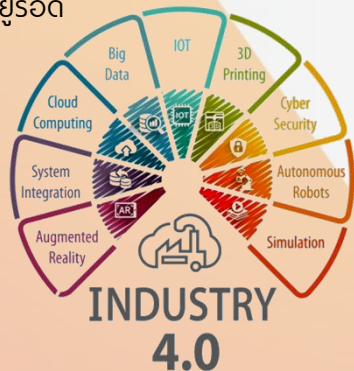 ยู่รอด
Big
Data
IOT
3D
Printing
Cloud
Computing
Cyber
Security
System
Integration
Autonomous
Robots
Augmented
Reality
Simulation
IOT
3D
AR
INDUSTRY
4.0